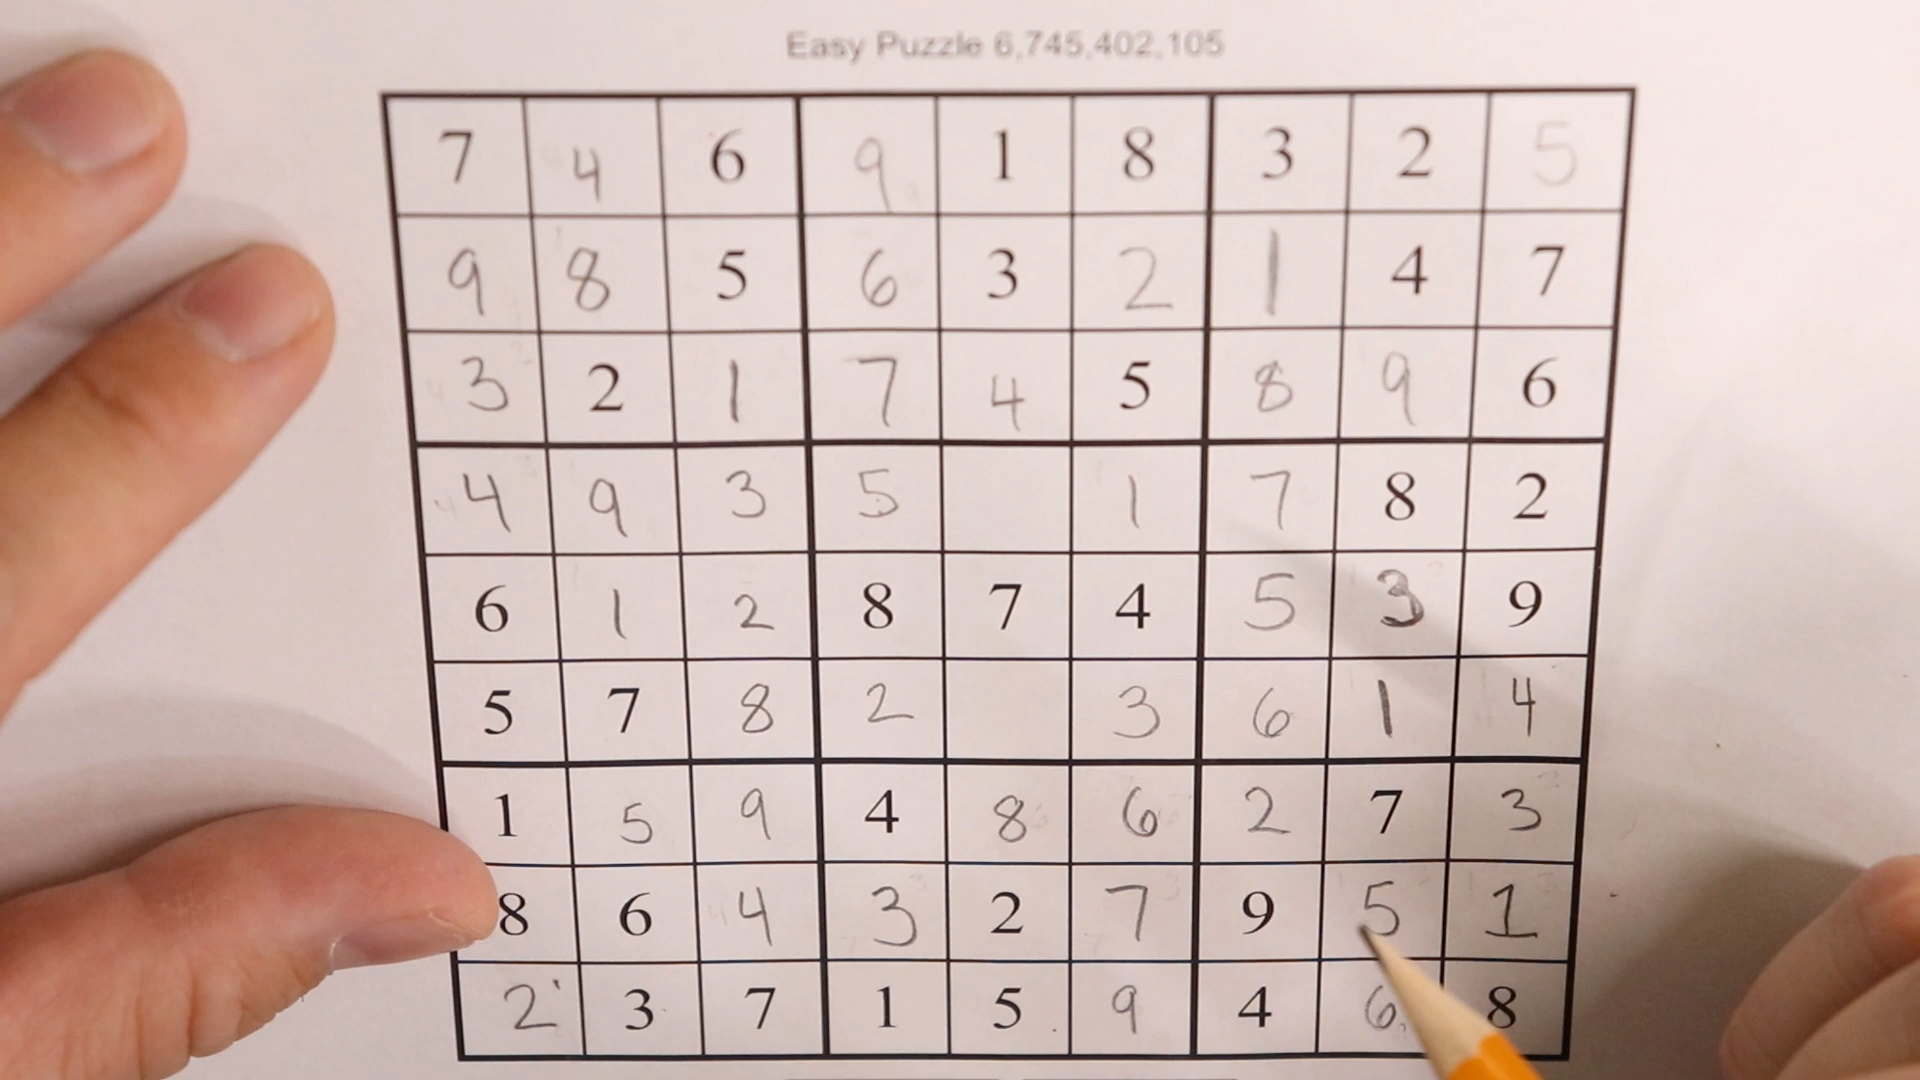 Easy Puzzle 6,745,402,105
7 4 6 9 1 8 3 2 5
9 8 5 6 3 2 1 4 7
3 2 1 7 4 5 8 9 6
4 9 3 5 1 7 8 2
6 1 2 8 7 4 5 3 9
5 7 8 2 3 6 1 4
1 5 9 4 8 6 2 7 3
8 6 4 3 2 7 9 5 1
2 3 7 1 5 9 4 6 8